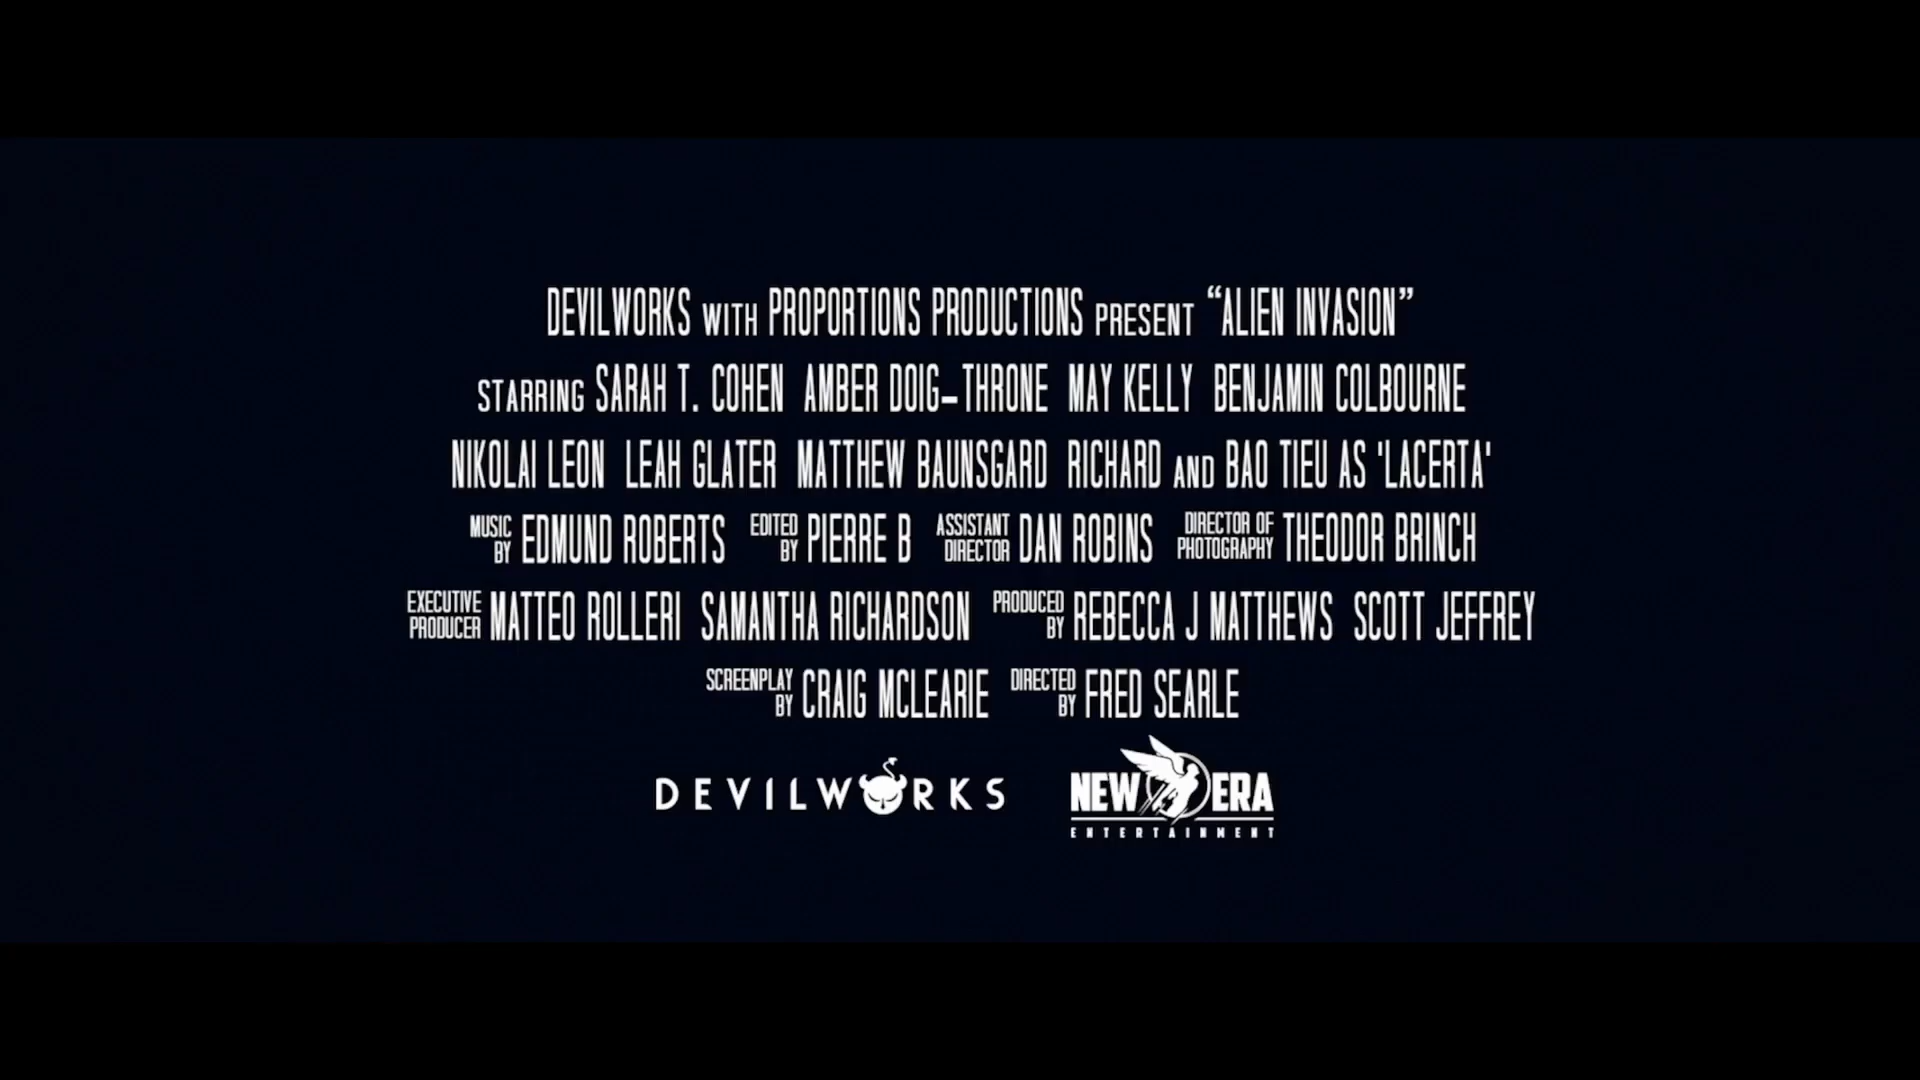 DEVILWORKS WITH PROPORTIONS PRODUCTIONS PRESENT “ALIEN INVASION”
STARRING SARAH T. COHEN AMBER DOIG-THRONE MAY KELLY BENJAMIN COLBOURNE
NIKOLAI LEON LEAH GLATER MATTHEW BAUNSGARD RICHARD AND BAO TIEU AS 'LACERTA'
MUSIC BY EDMUND ROBERTS EDITED BY PIERRE B ASSISTANT DIRECTOR DAN ROBINS DIRECTOR OF PHOTOGRAPHY THEODOR BRINCH
EXECUTIVE PRODUCER MATTEO ROLLERI SAMANTHA RICHARDSON PRODUCED BY REBECCA J MATTHEWS SCOTT JEFFREY
SCREENPLAY BY CRAIG MCLEARIE DIRECTED BY FRED SEARLE
DEVILWORKS NEW ERA
ENTERTAINMENT